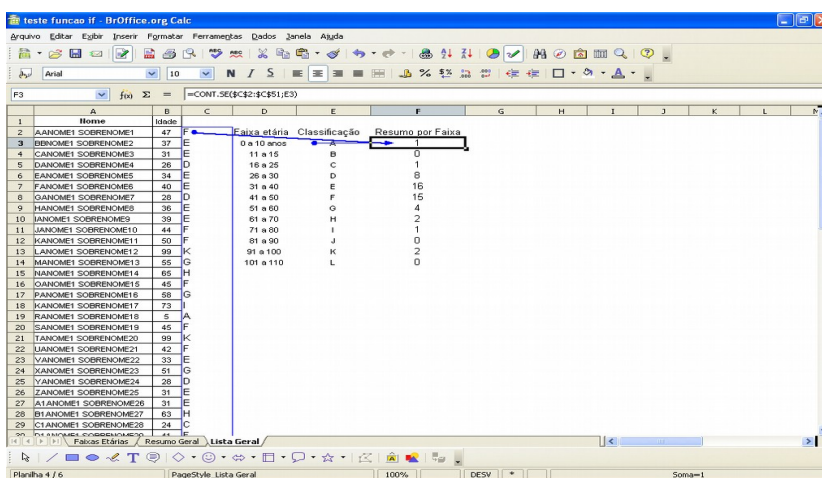 teste funcao if - BrOffice.org Calc
Arquivo Editar Exibir Inserir Formatar Ferramentas Dados Janela Ajuda
Arial 10 N I S
F3 f(x) Σ = =CONT.SE($C$2:$C$51;E3)
A B C D E F G H I J K L
1 Nome Idade
2 AANOME1 SOBRENOME1 47 F Faixa etária Classificação Resumo por Faixa
3 BBNOME1 SOBRENOME2 37 E 0 a 10 anos A 1
4 CANOME1 SOBRENOME3 31 E 11 a 15 B 0
5 DANOME1 SOBRENOME4 26 D 16 a 25 C 1
6 EANOME1 SOBRENOME5 34 E 26 a 30 D 8
7 FANOME1 SOBRENOME6 40 E 31 a 40 E 16
8 GANOME1 SOBRENOME7 28 D 41 a 50 F 15
9 HANOME1 SOBRENOME8 36 E 51 a 60 G 4
10 IANOME1 SOBRENOME9 39 E 61 a 70 H 2
11 JANOME1 SOBRENOME10 44 F 71 a 80 I 1
12 KANOME1 SOBRENOME11 50 F 81 a 90 J 0
13 LANOME1 SOBRENOME12 99 K 91 a 100 K 2
14 MANOME1 SOBRENOME13 55 G 101 a 110 L 0
15 NANOME1 SOBRENOME14 65 H
16 OANOME1 SOBRENOME15 45 F
17 PANOME1 SOBRENOME16 58 G
18 KANOME1 SOBRENOME17 73 I
19 RANOME1 SOBRENOME18 5 A
20 SANOME1 SOBRENOME19 45 F
21 TANOME1 SOBRENOME20 99 K
22 UANOME1 SOBRENOME21 42 F
23 VANOME1 SOBRENOME22 33 E
24 XANOME1 SOBRENOME23 51 G
25 YANOME1 SOBRENOME24 28 D
26 ZANOME1 SOBRENOME25 31 E
27 A1ANOME1 SOBRENOME26 31 E
28 B1ANOME1 SOBRENOME27 63 H
29 C1ANOME1 SOBRENOME28 24 C
Faixas Etárias Resumo Geral Lista Geral
Planilha 4 / 6 PageStyle_Lista Geral 100% DESV * Soma=1